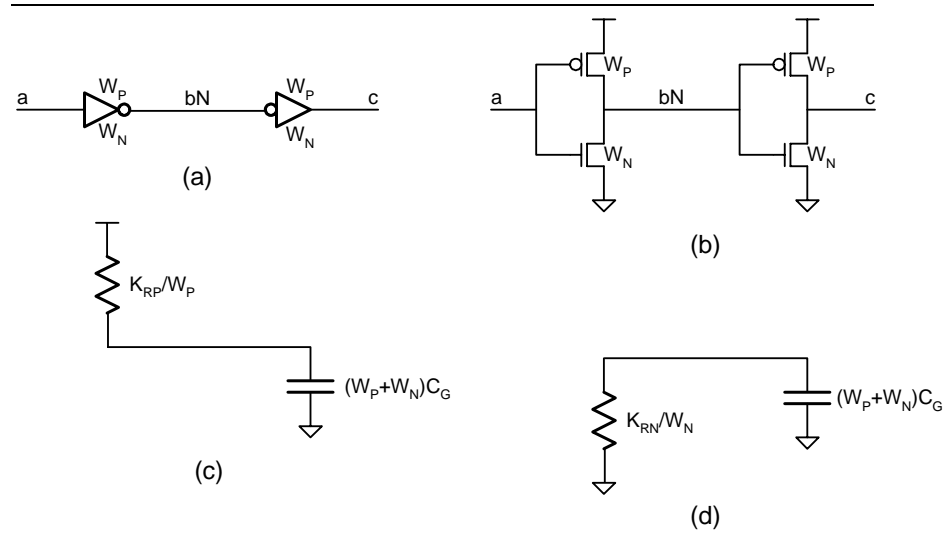 W_P
W_P
a
bN
c
W_N
W_N
(a)
W_P
W_P
a
bN
c
W_N
W_N
(b)
K_RP/W_P
(W_P+W_N)C_G
(c)
K_RN/W_N
(W_P+W_N)C_G
(d)